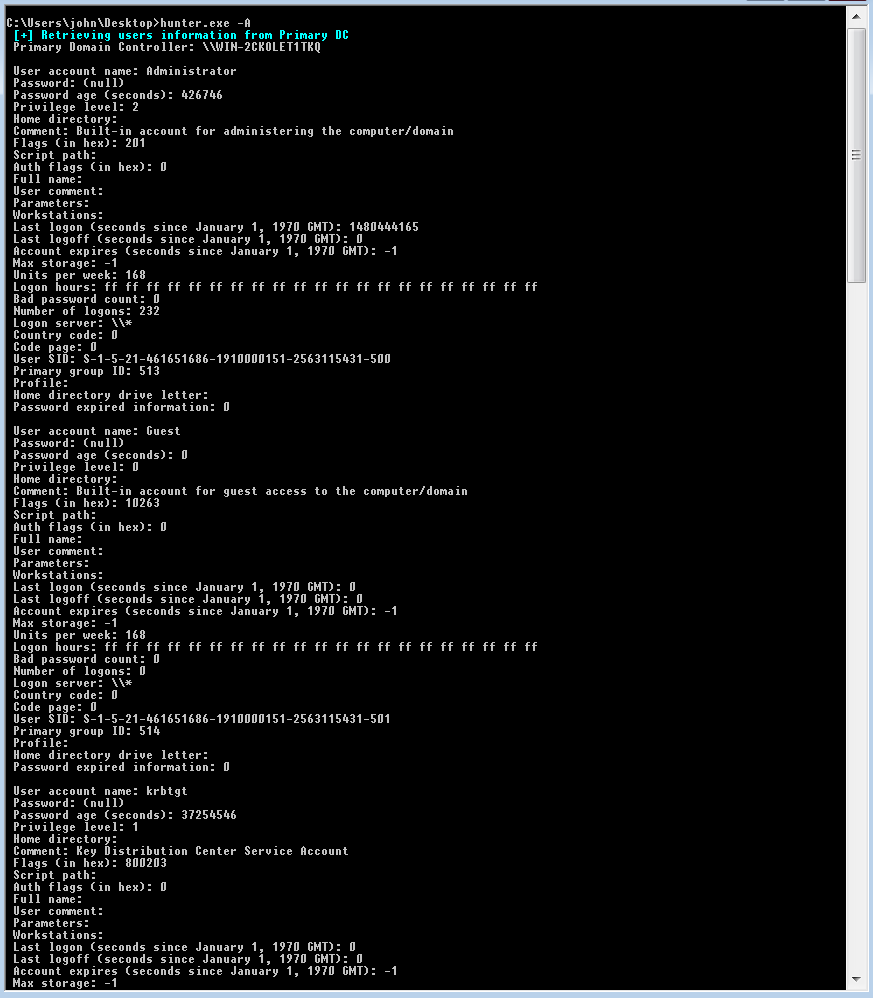 C:\Users\john\Desktop>hunter.exe -A
[+] Retrieving users information from Primary DC
Primary Domain Controller: \\WIN-2CKOLET1TKQ
User account name: Administrator
Password: (null)
Password age (seconds): 426746
Privilege level: 2
Home directory:
Comment: Built-in account for administering the computer/domain
Flags (in hex): 201
Script path:
Auth flags (in hex): 0
Full name:
User comment:
Parameters:
Workstations:
Last logon (seconds since January 1, 1970 GMT): 1480444165
Last logoff (seconds since January 1, 1970 GMT): 0
Account expires (seconds since January 1, 1970 GMT): -1
Max storage: -1
Units per week: 168
Logon hours: ff ff ff ff ff ff ff ff ff ff ff ff ff ff ff ff ff ff ff ff ff
Bad password count: 0
Number of logons: 232
Logon server: \\*
Country code: 0
Code page: 0
User SID: S-1-5-21-461651686-1910000151-2563115431-500
Primary group ID: 513
Profile:
Home directory drive letter:
Password expired information: 0
User account name: Guest
Password: (null)
Password age (seconds): 0
Privilege level: 0
Home directory:
Comment: Built-in account for guest access to the computer/domain
Flags (in hex): 10263
Script path:
Auth flags (in hex): 0
Full name:
User comment:
Parameters:
Workstations:
Last logon (seconds since January 1, 1970 GMT): 0
Last logoff (seconds since January 1, 1970 GMT): 0
Account expires (seconds since January 1, 1970 GMT): -1
Max storage: -1
Units per week: 168
Logon hours: ff ff ff ff ff ff ff ff ff ff ff ff ff ff ff ff ff ff ff ff ff
Bad password count: 0
Number of logons: 0
Logon server: \\*
Country code: 0
Code page: 0
User SID: S-1-5-21-461651686-1910000151-2563115431-501
Primary group ID: 514
Profile:
Home directory drive letter:
Password expired information: 0
User account name: krbtgt
Password: (null)
Password age (seconds): 37254546
Privilege level: 1
Home directory:
Comment: Key Distribution Center Service Account
Flags (in hex): 800203
Script path:
Auth flags (in hex): 0
Full name:
User comment:
Parameters:
Workstations:
Last logon (seconds since January 1, 1970 GMT): 0
Last logoff (seconds since January 1, 1970 GMT): 0
Account expires (seconds since January 1, 1970 GMT): -1
Max storage: -1